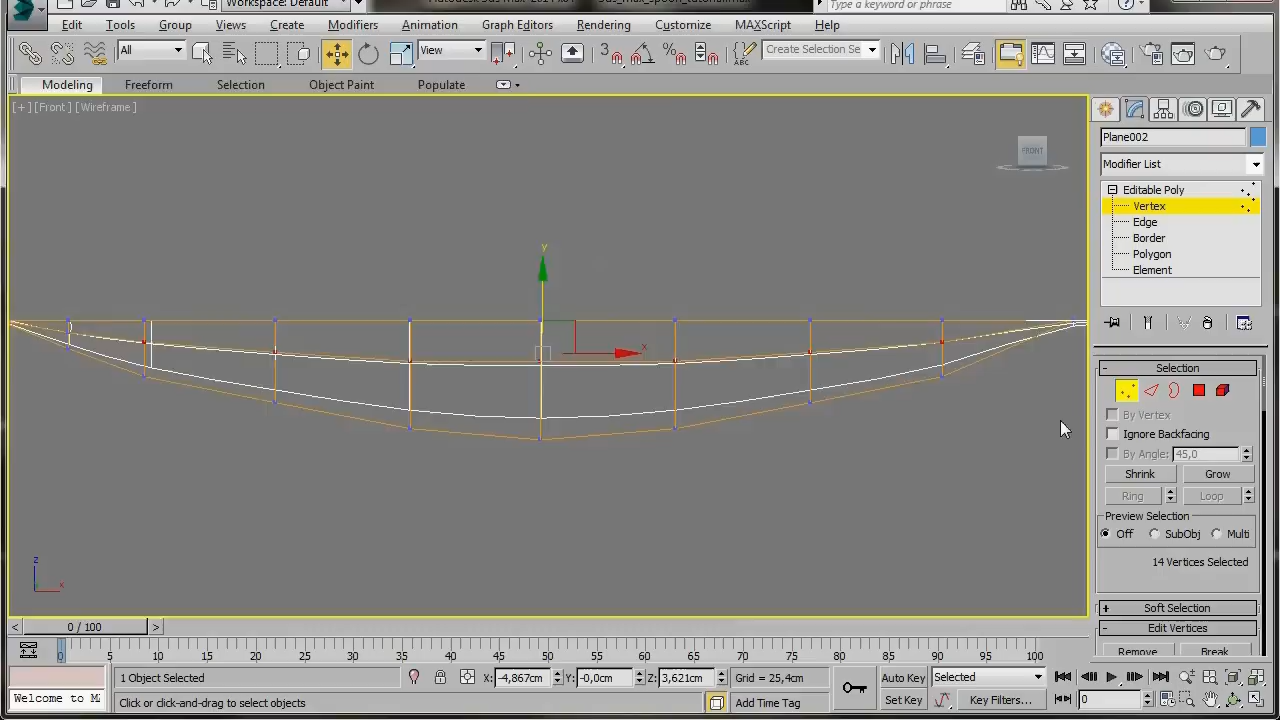 Workspace: Default
Type a keyword or phrase
Edit Tools Group Views Create Modifiers Animation Graph Editors Rendering Customize MAXScript Help
All View 3 Create Selection Se
Modeling Freeform Selection Object Paint Populate
[+] [Front] [Wireframe]
FRONT
y
x
z
x
Plane002
Modifier List
Editable Poly
Vertex
Edge
Border
Polygon
Element
- Selection
By Vertex
Ignore Backfacing
By Angle: 45,0
Shrink Grow
Ring Loop
Preview Selection
Off SubObj Multi
14 Vertices Selected
+ Soft Selection
- Edit Vertices
Remove Break
< 0 / 100 >
0 5 10 15 20 25 30 35 40 45 50 55 60 65 70 75 80 85 90 95 100
1 Object Selected X: -4,867cm Y: -0,0cm Z: 3,621cm Grid = 25,4cm Auto Key Selected
Welcome to M Click or click-and-drag to select objects Add Time Tag Set Key Key Filters... 0